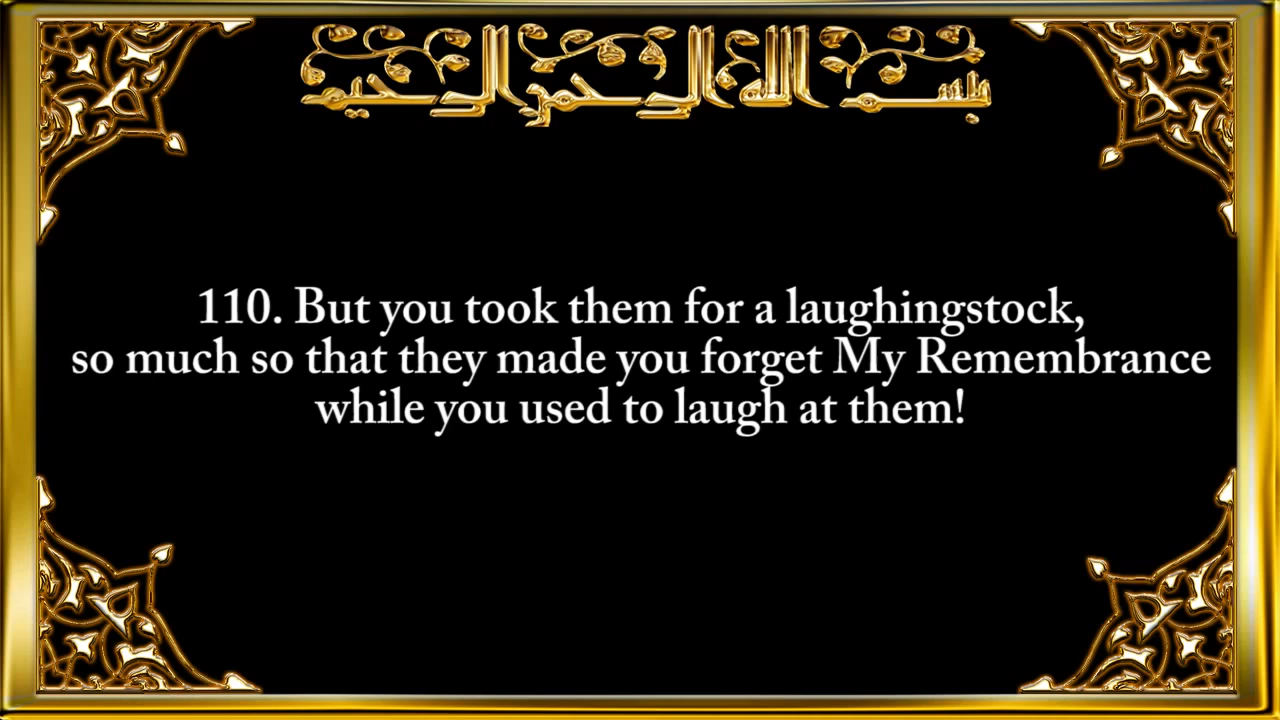 بسم الله الرحمن الرحيم
110. But you took them for a laughingstock,
so much so that they made you forget My Remembrance
while you used to laugh at them!